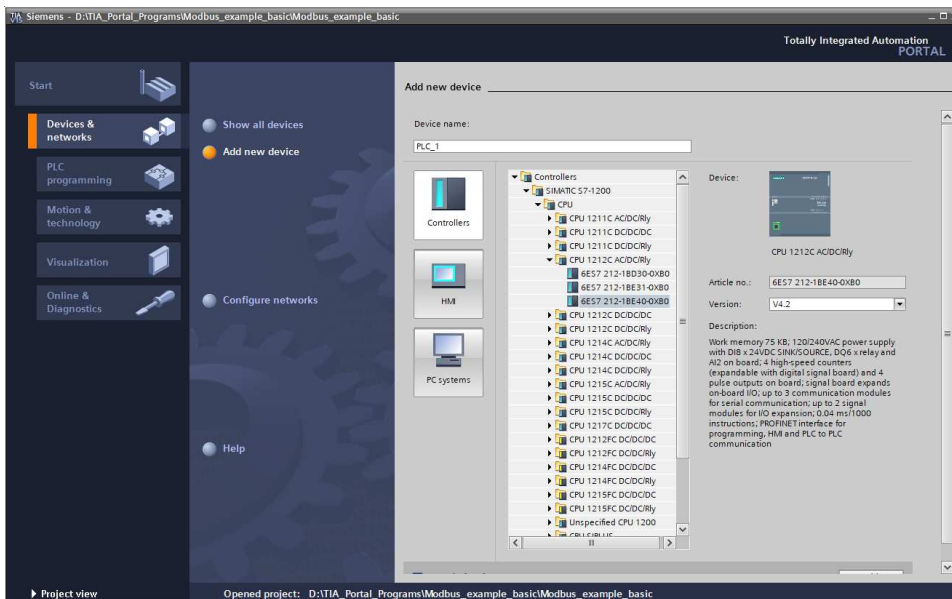 Siemens - D:\TIA_Portal_Programs\Modbus_example_basic\Modbus_example_basic
Totally Integrated Automation
PORTAL
Start
Devices &
networks
PLC
programming
Motion &
technology
Visualization
Online &
Diagnostics
Show all devices
Add new device
Configure networks
Help
Add new device
Device name:
PLC_1
Controllers
HMI
PC systems
Controllers
SIMATIC S7-1200
CPU
CPU 1211C AC/DC/Rly
CPU 1211C DC/DC/DC
CPU 1211C DC/DC/Rly
CPU 1212C AC/DC/Rly
6ES7 212-1BD30-0XB0
6ES7 212-1BE31-0XB0
6ES7 212-1BE40-0XB0
CPU 1212C DC/DC/DC
CPU 1212C DC/DC/Rly
CPU 1214C AC/DC/Rly
CPU 1214C DC/DC/DC
CPU 1214C DC/DC/Rly
CPU 1215C AC/DC/Rly
CPU 1215C DC/DC/DC
CPU 1215C DC/DC/Rly
CPU 1217C DC/DC/DC
CPU 1212FC DC/DC/DC
CPU 1212FC DC/DC/Rly
CPU 1214FC DC/DC/DC
CPU 1214FC DC/DC/Rly
CPU 1215FC DC/DC/DC
CPU 1215FC DC/DC/Rly
Unspecified CPU 1200
CPU SIPLUS
Device:
CPU 1212C AC/DC/Rly
Article no.:
6ES7 212-1BE40-0XB0
Version:
V4.2
Description:
Work memory 75 KB; 120/240VAC power supply
with DI8 x 24VDC SINK/SOURCE, DQ6 x relay and
AI2 on board; 4 high-speed counters
(expandable with digital signal board) and 4
pulse outputs on board; signal board expands
on-board I/O; up to 3 communication modules
for serial communication; up to 2 signal
modules for I/O expansion; 0.04 ms/1000
instructions; PROFINET interface for
programming, HMI and PLC to PLC
communication
Project view
Opened project: D:\TIA_Portal_Programs\Modbus_example_basic\Modbus_example_basic